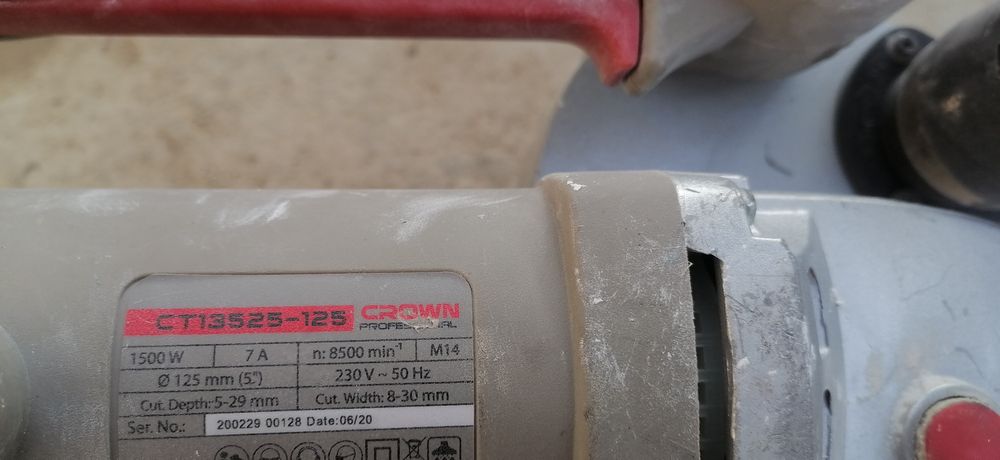 CT13525-125 CROWN
PROFESSIONAL
1500 W 7 A n: 8500 min⁻¹ M14
Ø 125 mm (5") 230 V ~ 50 Hz
Cut. Depth: 5-29 mm Cut. Width: 8-30 mm
Ser. No.: 200229 00128 Date: 06/20